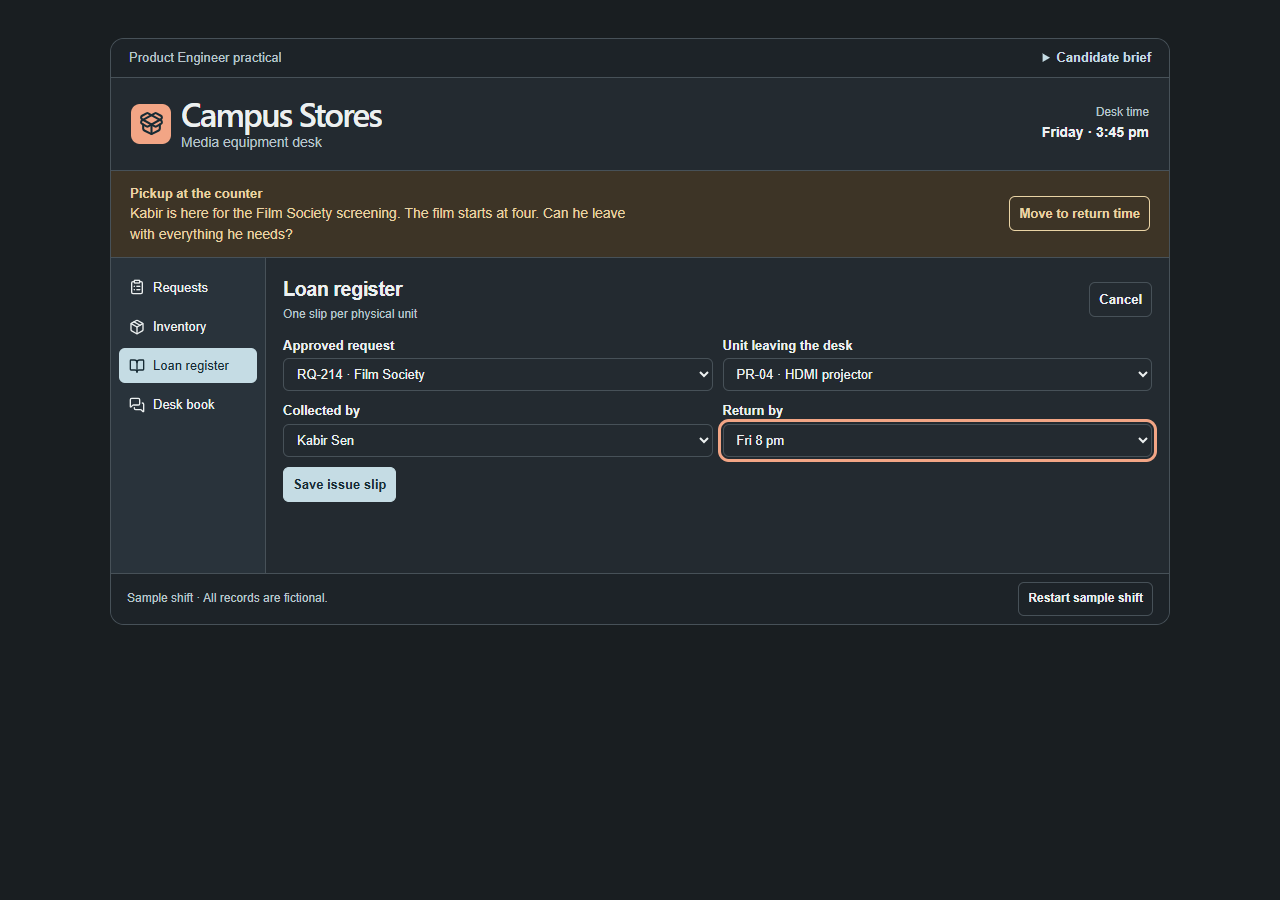 Product Engineer practical
Candidate brief
Campus Stores
Media equipment desk
Desk time
Friday · 3:45 pm
Pickup at the counter
Kabir is here for the Film Society screening. The film starts at four. Can he leave
with everything he needs?
Move to return time
Requests
Inventory
Loan register
Desk book
Loan register
One slip per physical unit
Cancel
Approved request
RQ-214 · Film Society
Unit leaving the desk
PR-04 · HDMI projector
Collected by
Kabir Sen
Return by
Fri 8 pm
Save issue slip
Sample shift · All records are fictional.
Restart sample shift